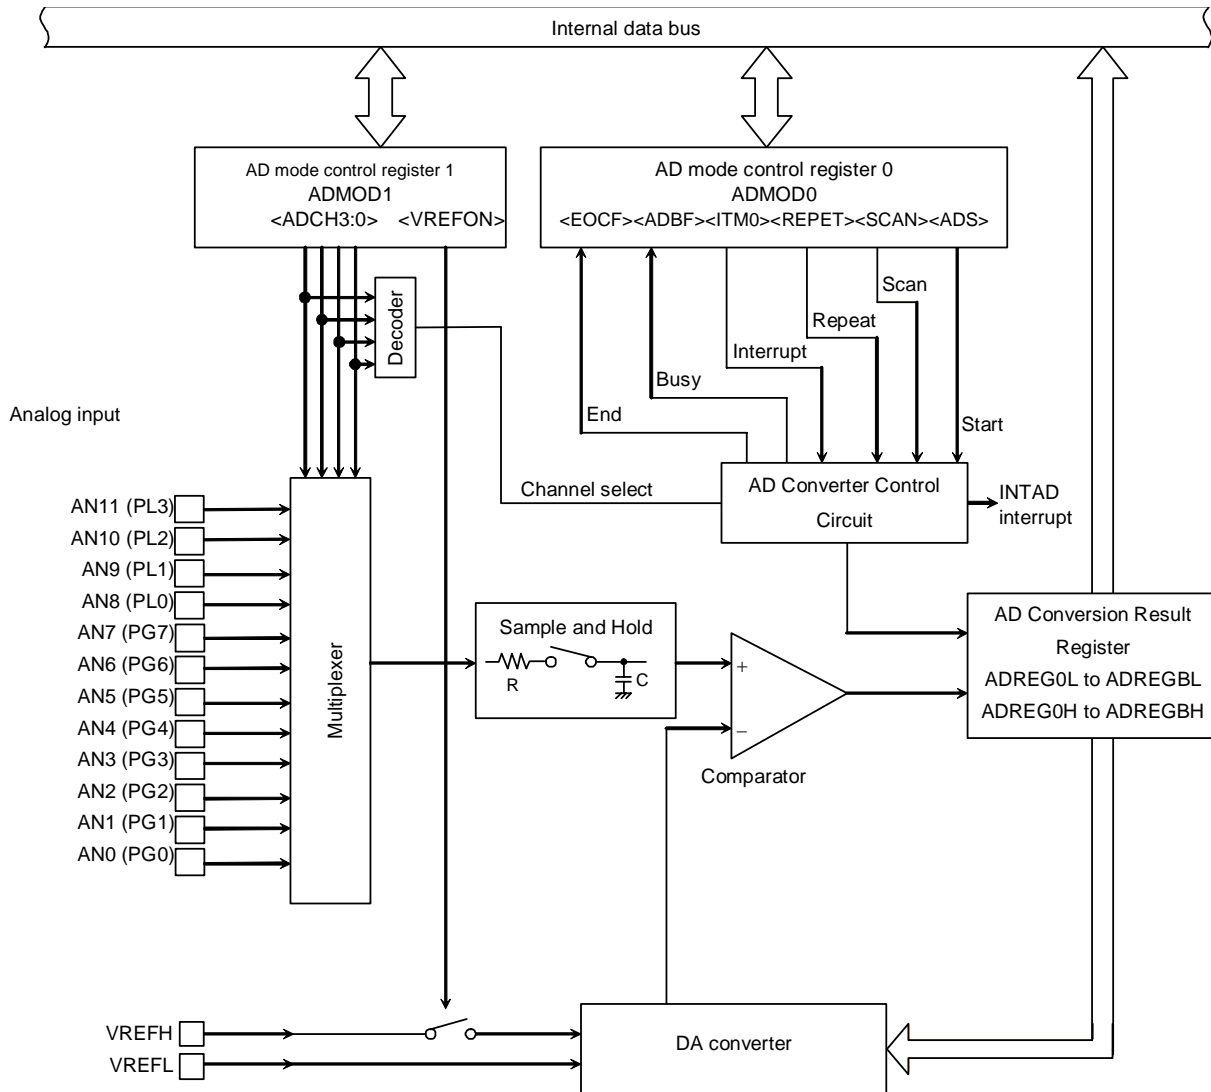 Internal data bus
AD mode control register 1
ADMOD1
<ADCH3:0> <VREFON>
AD mode control register 0
ADMOD0
<EOCF><ADBF><ITM0><REPET><SCAN><ADS>
Decoder
Scan
Repeat
Interrupt
Busy
End
Start
Analog input
Channel select
AD Converter Control
Circuit
INTAD
interrupt
AN11 (PL3)
AN10 (PL2)
AN9 (PL1)
AN8 (PL0)
AN7 (PG7)
AN6 (PG6)
AN5 (PG5)
AN4 (PG4)
AN3 (PG3)
AN2 (PG2)
AN1 (PG1)
AN0 (PG0)
Multiplexer
Sample and Hold
R
C
+
−
Comparator
AD Conversion Result
Register
ADREG0L to ADREGBL
ADREG0H to ADREGBH
VREFH
VREFL
DA converter